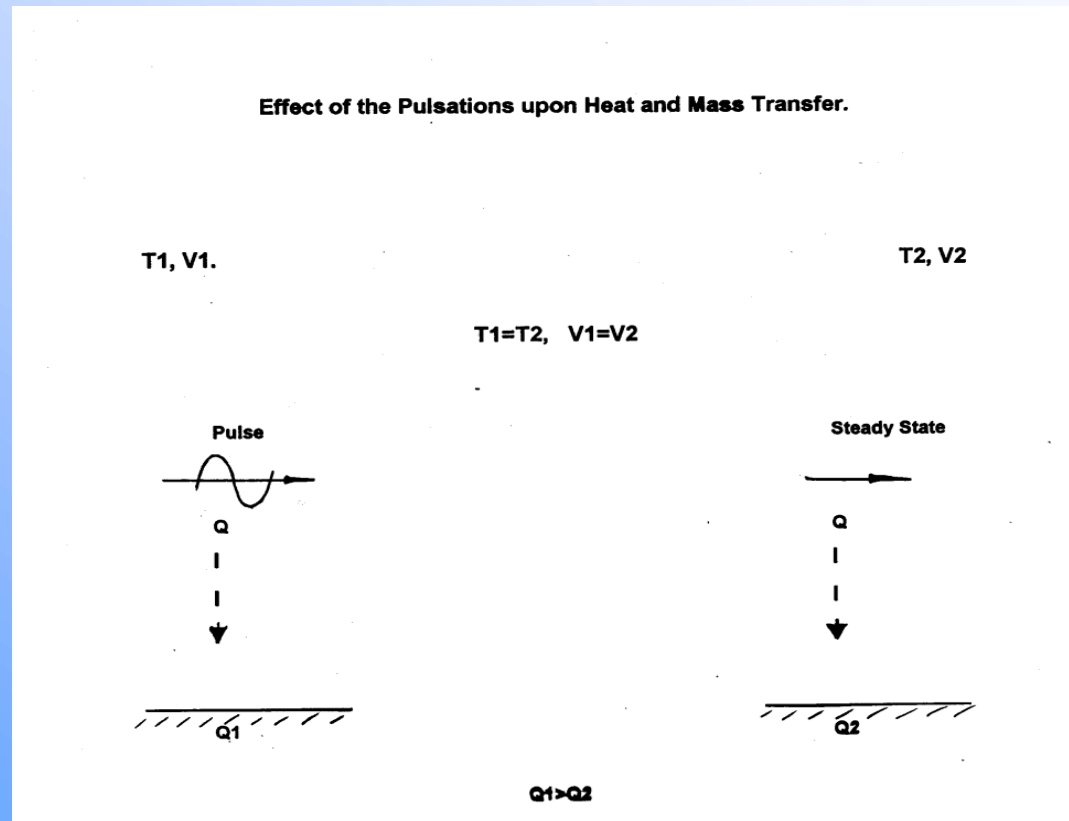 Effect of the Pulsations upon Heat and Mass Transfer.
T1, V1.
T2, V2
T1=T2, V1=V2
Pulse
Steady State
Q
Q
Q1
Q2
Q1>Q2